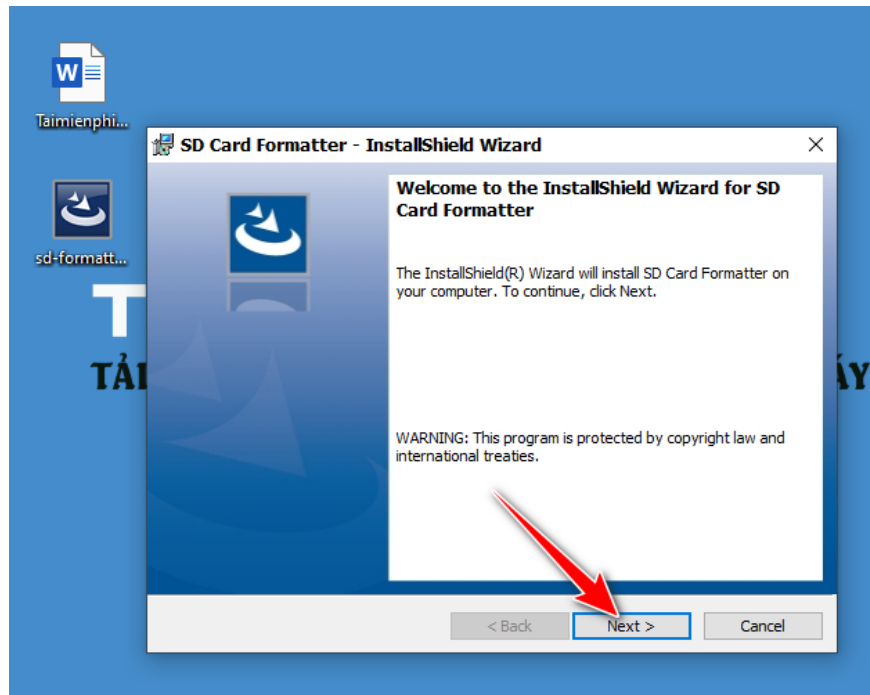 W
Taimienphi...
SD Card Formatter - InstallShield Wizard
Welcome to the InstallShield Wizard for SD
Card Formatter
sd-formatt...
The InstallShield(R) Wizard will install SD Card Formatter on
your computer. To continue, click Next.
T
TẢI
ÁY
WARNING: This program is protected by copyright law and
international treaties.
< Back
Next >
Cancel